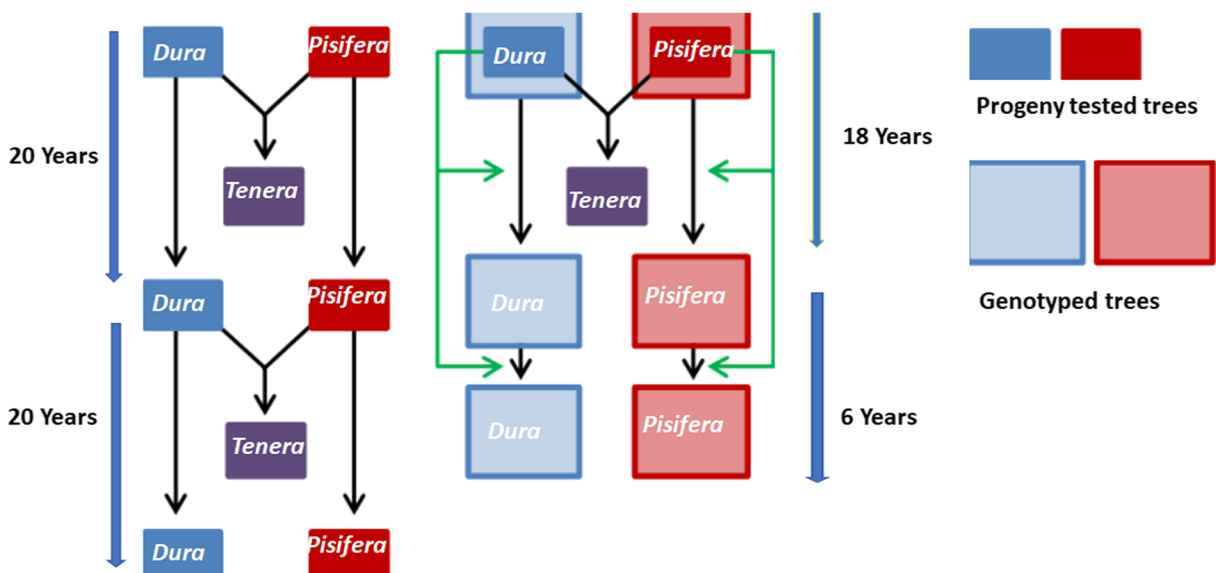 Dura
Pisifera
20 Years
Tenera
Dura
Pisifera
20 Years
Tenera
Dura
Pisifera
Dura
Pisifera
18 Years
Tenera
Dura
Pisifera
6 Years
Dura
Pisifera
Progeny tested trees
Genotyped trees